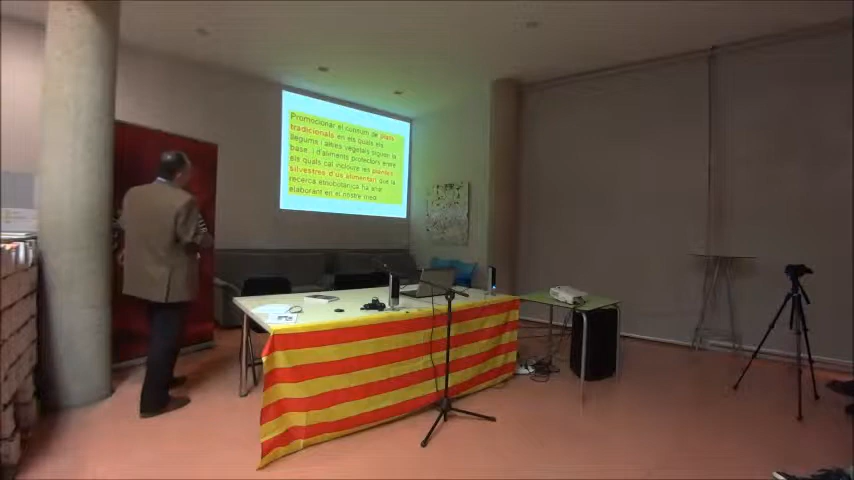 Promocionar el consum de plats
tradicionals en els quals els
llegums i altres vegetals siguen la
base, i d'aliments protectors entre
els quals cal incloure les plantes
silvestres d'ús alimentari que la
recerca etnobotànica ha anat
elaborant en el nostre medi.